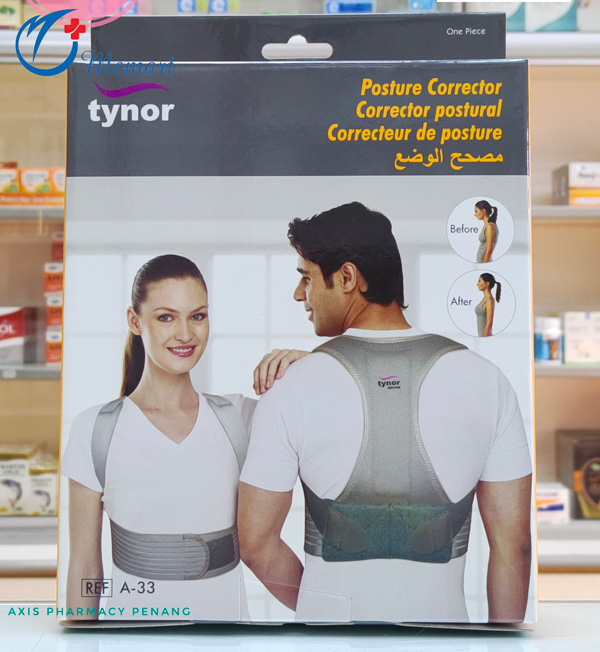 One Piece
tynor
Posture Corrector
Corrector postural
Correcteur de posture
مصحح الوضع
Before
After
tynor
REF A-33
AXIS PHARMACY PENANG